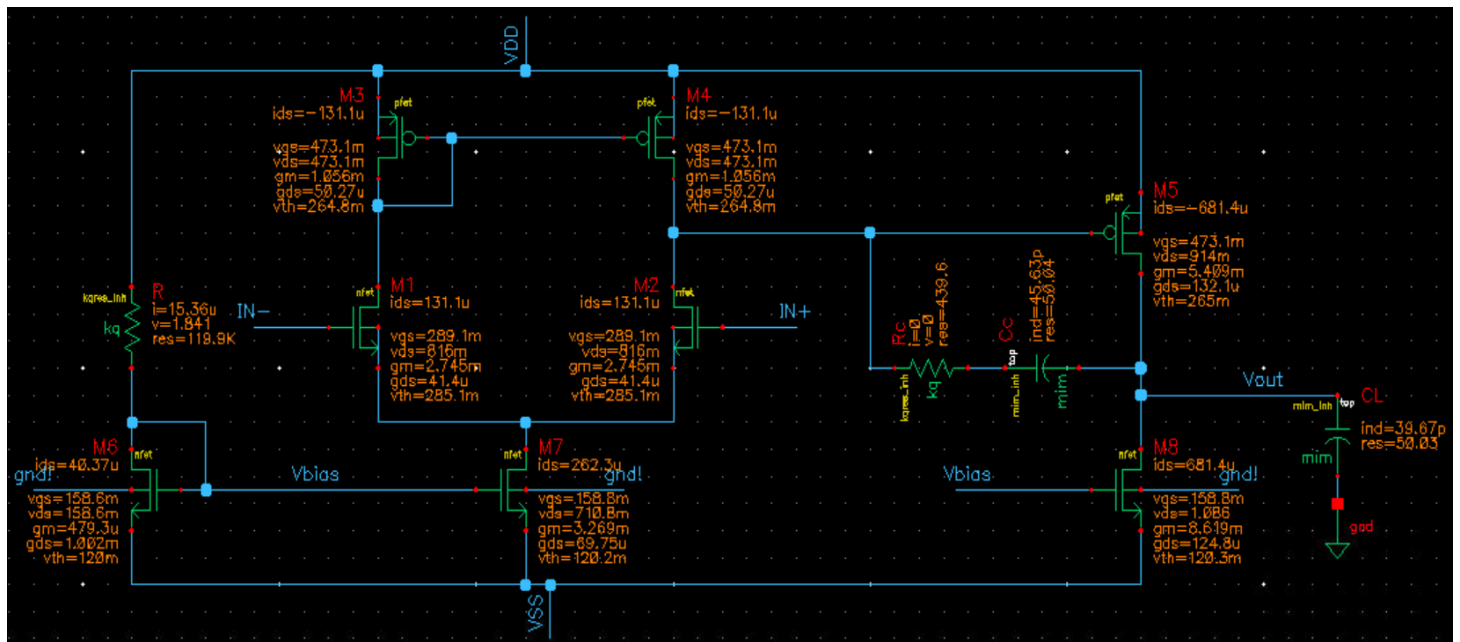 VDD
M3
pfet
ids=-131.1u
vgs=473.1m
vds=473.1m
gm=1.056m
gds=50.27u
vth=264.8m
pfet
M4
ids=-131.1u
vgs=473.1m
vds=473.1m
gm=1.056m
gds=50.27u
vth=264.8m
pfet
M5
ids=-681.4u
vgs=473.1m
vds=914m
gm=5.409m
gds=132.1u
vth=265m
kqres_inh
R
i=15.36u
v=1.841
res=119.9K
kq
IN-
nfet
M1
ids=131.1u
vgs=289.1m
vds=816m
gm=2.745m
gds=41.4u
vth=285.1m
M2
nfet
ids=131.1u
IN+
vgs=289.1m
vds=816m
gm=2.745m
gds=41.4u
vth=285.1m
Rc
i=0
v=0
res=439.6
kqres_inh
kq
Cc
top
ind=45.63p
res=50.04
mim_inh
mim
Vout
mim_inh
top
CL
ind=39.67p
res=50.03
mim
gnd
M6
nfet
ids=40.37u
gnd!
vgs=158.6m
vds=158.6m
gm=479.3u
gds=1.002m
vth=120m
Vbias
nfet
M7
ids=262.3u
gnd!
vgs=158.8m
vds=710.8m
gm=3.269m
gds=69.75u
vth=120.2m
Vbias
nfet
M8
ids=681.4u
gnd!
vgs=158.8m
vds=1.086
gm=8.619m
gds=124.8u
vth=120.3m
VSS